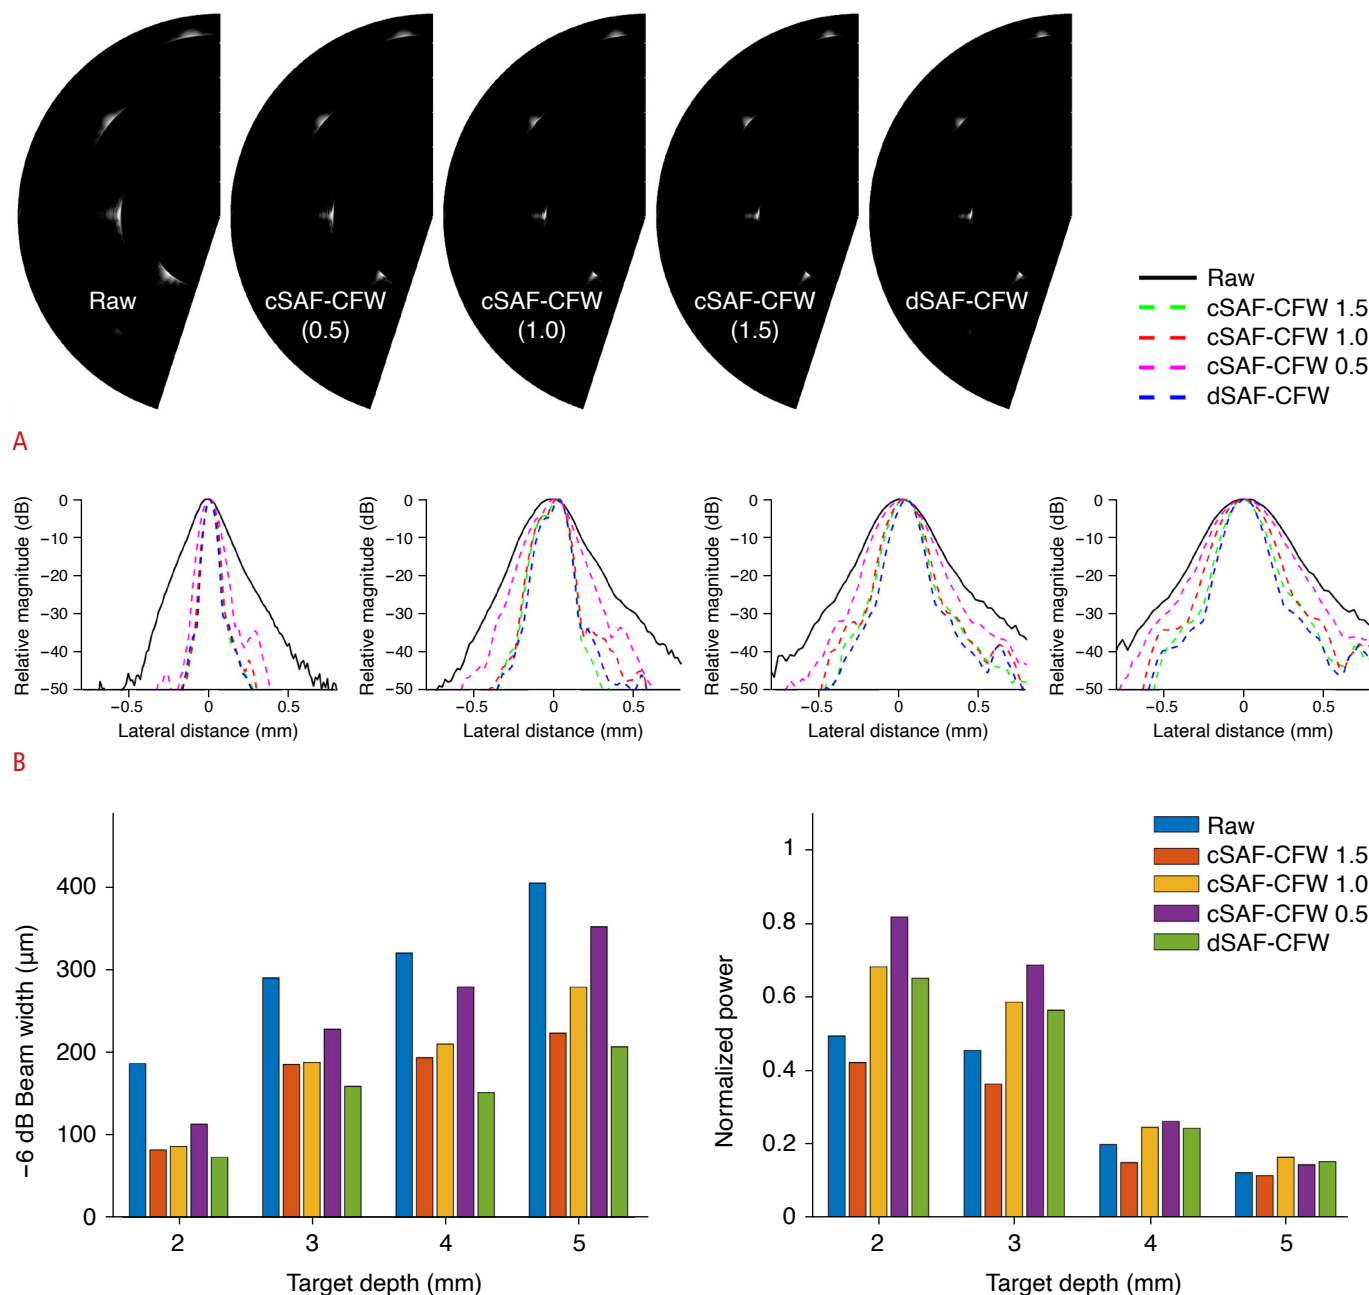 Raw
cSAF-CFW
(0.5)
cSAF-CFW
(1.0)
cSAF-CFW
(1.5)
dSAF-CFW
Raw
cSAF-CFW 1.5
cSAF-CFW 1.0
cSAF-CFW 0.5
dSAF-CFW
A
Relative magnitude (dB)
0
−10
−20
−30
−40
−50
−0.5
0
0.5
Lateral distance (mm)
Relative magnitude (dB)
0
−10
−20
−30
−40
−50
−0.5
0
0.5
Lateral distance (mm)
Relative magnitude (dB)
0
−10
−20
−30
−40
−50
−0.5
0
0.5
Lateral distance (mm)
Relative magnitude (dB)
0
−10
−20
−30
−40
−50
−0.5
0
0.5
Lateral distance (mm)
B
−6 dB Beam width (µm)
400
300
200
100
0
2
3
4
5
Target depth (mm)
Normalized power
1
0.8
0.6
0.4
0.2
0
2
3
4
5
Target depth (mm)
Raw
cSAF-CFW 1.5
cSAF-CFW 1.0
cSAF-CFW 0.5
dSAF-CFW